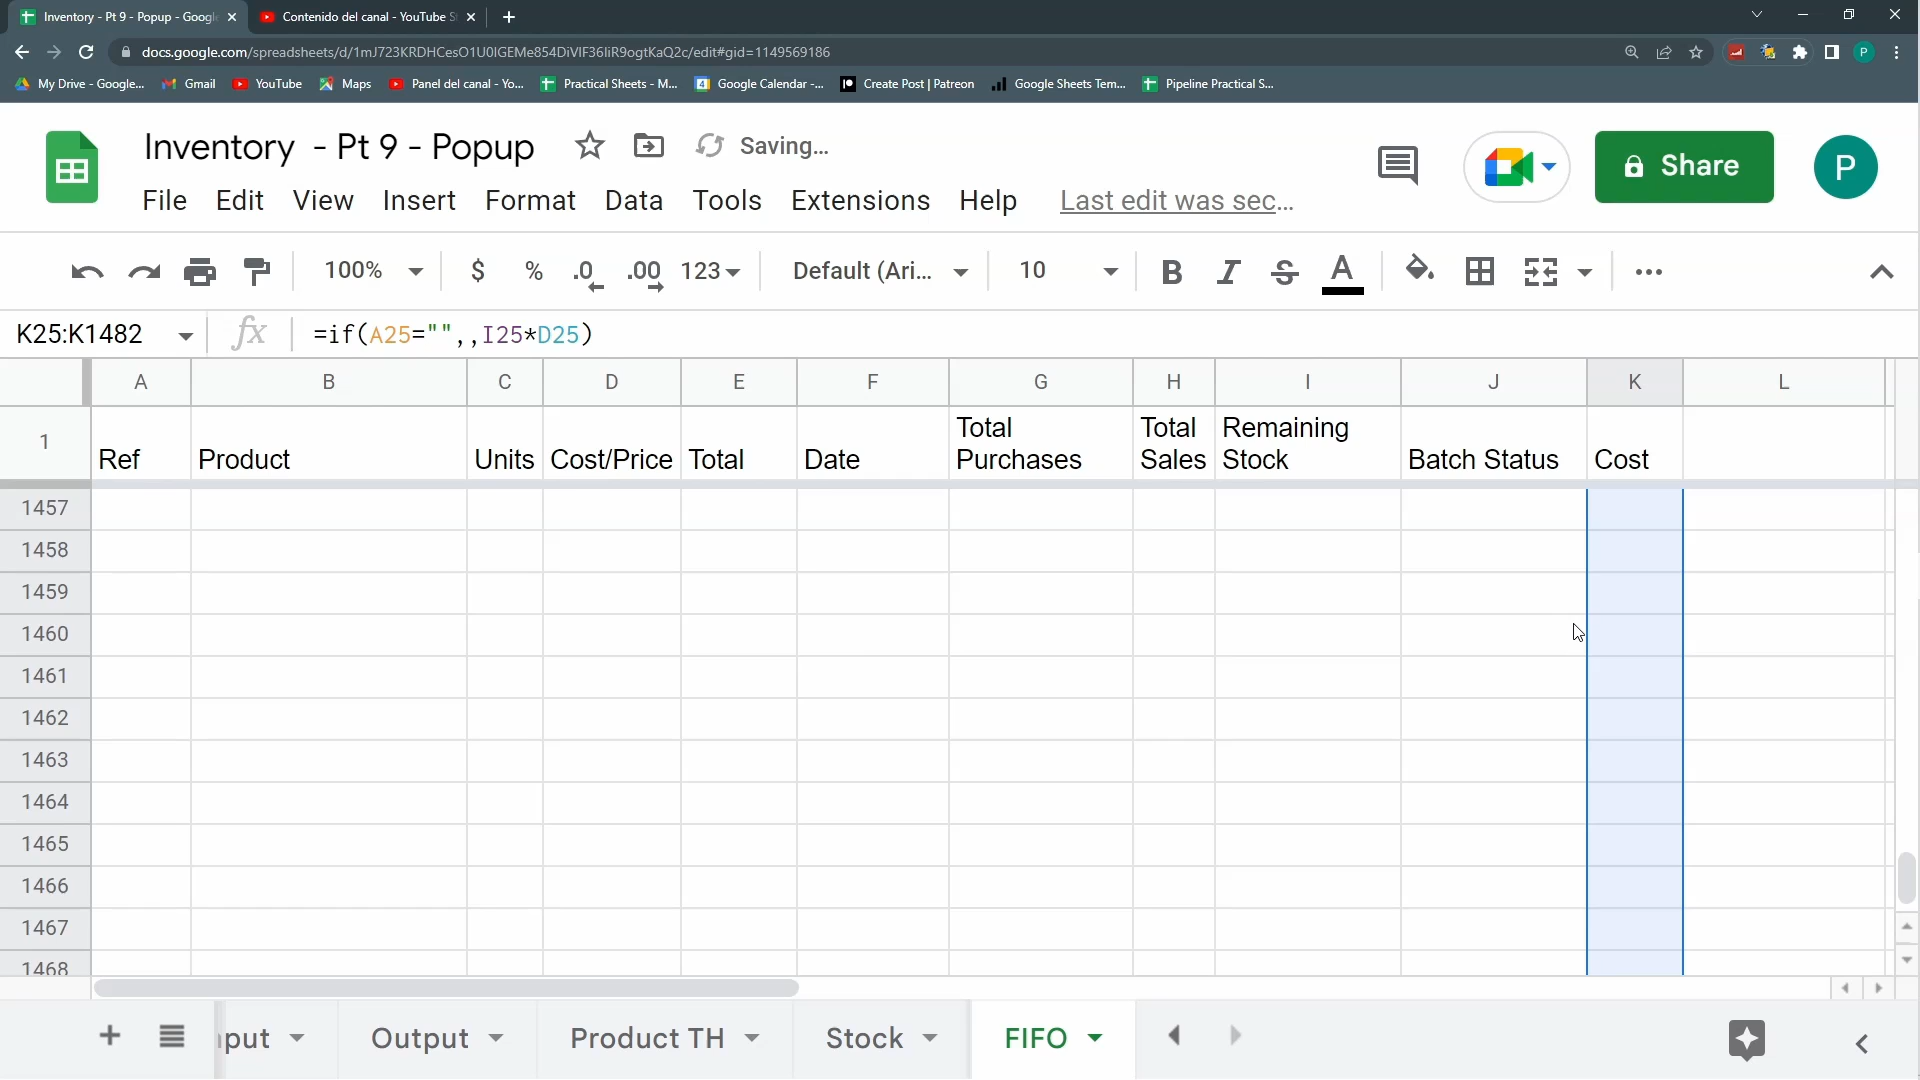 Inventory - Pt 9 - Popup - Googl
Contenido del canal - YouTube S
docs.google.com/spreadsheets/d/1mJ723KRDHCesO1U0IGEMe854DiVlF36IiR9ogtKaQ2c/edit#gid=1149569186
P
My Drive - Google...
Gmail
YouTube
Maps
Panel del canal - Yo...
Practical Sheets - M...
Google Calendar -...
Create Post | Patreon
Google Sheets Tem...
Pipeline Practical S...
Inventory - Pt 9 - Popup
Saving...
Share
P
File Edit View Insert Format Data Tools Extensions Help Last edit was sec...
100% $ % .0 .00 123 Default (Ari... 10 B I S A
K25:K1482 fx =if(A25="",,I25*D25)
A B C D E F G H I J K L
1 Ref Product Units Cost/Price Total Date Total Purchases Total Sales Remaining Stock Batch Status Cost
1457
1458
1459
1460
1461
1462
1463
1464
1465
1466
1467
1468
put Output Product TH Stock FIFO